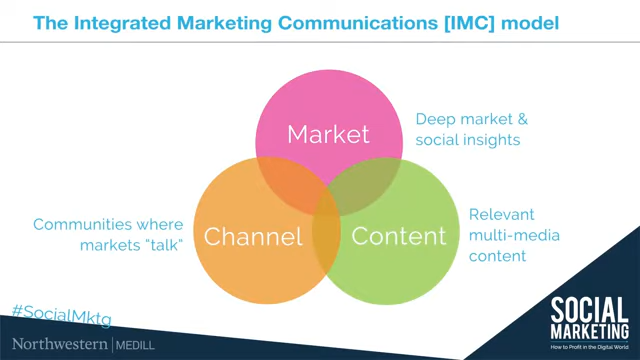 The Integrated Marketing Communications [IMC] model
Market
Deep market &
social insights
Communities where
markets "talk"
Channel
Content
Relevant
multi-media
content
#SocialMktg
Northwestern | MEDILL
SOCIAL
MARKETING
How to Profit in the Digital World